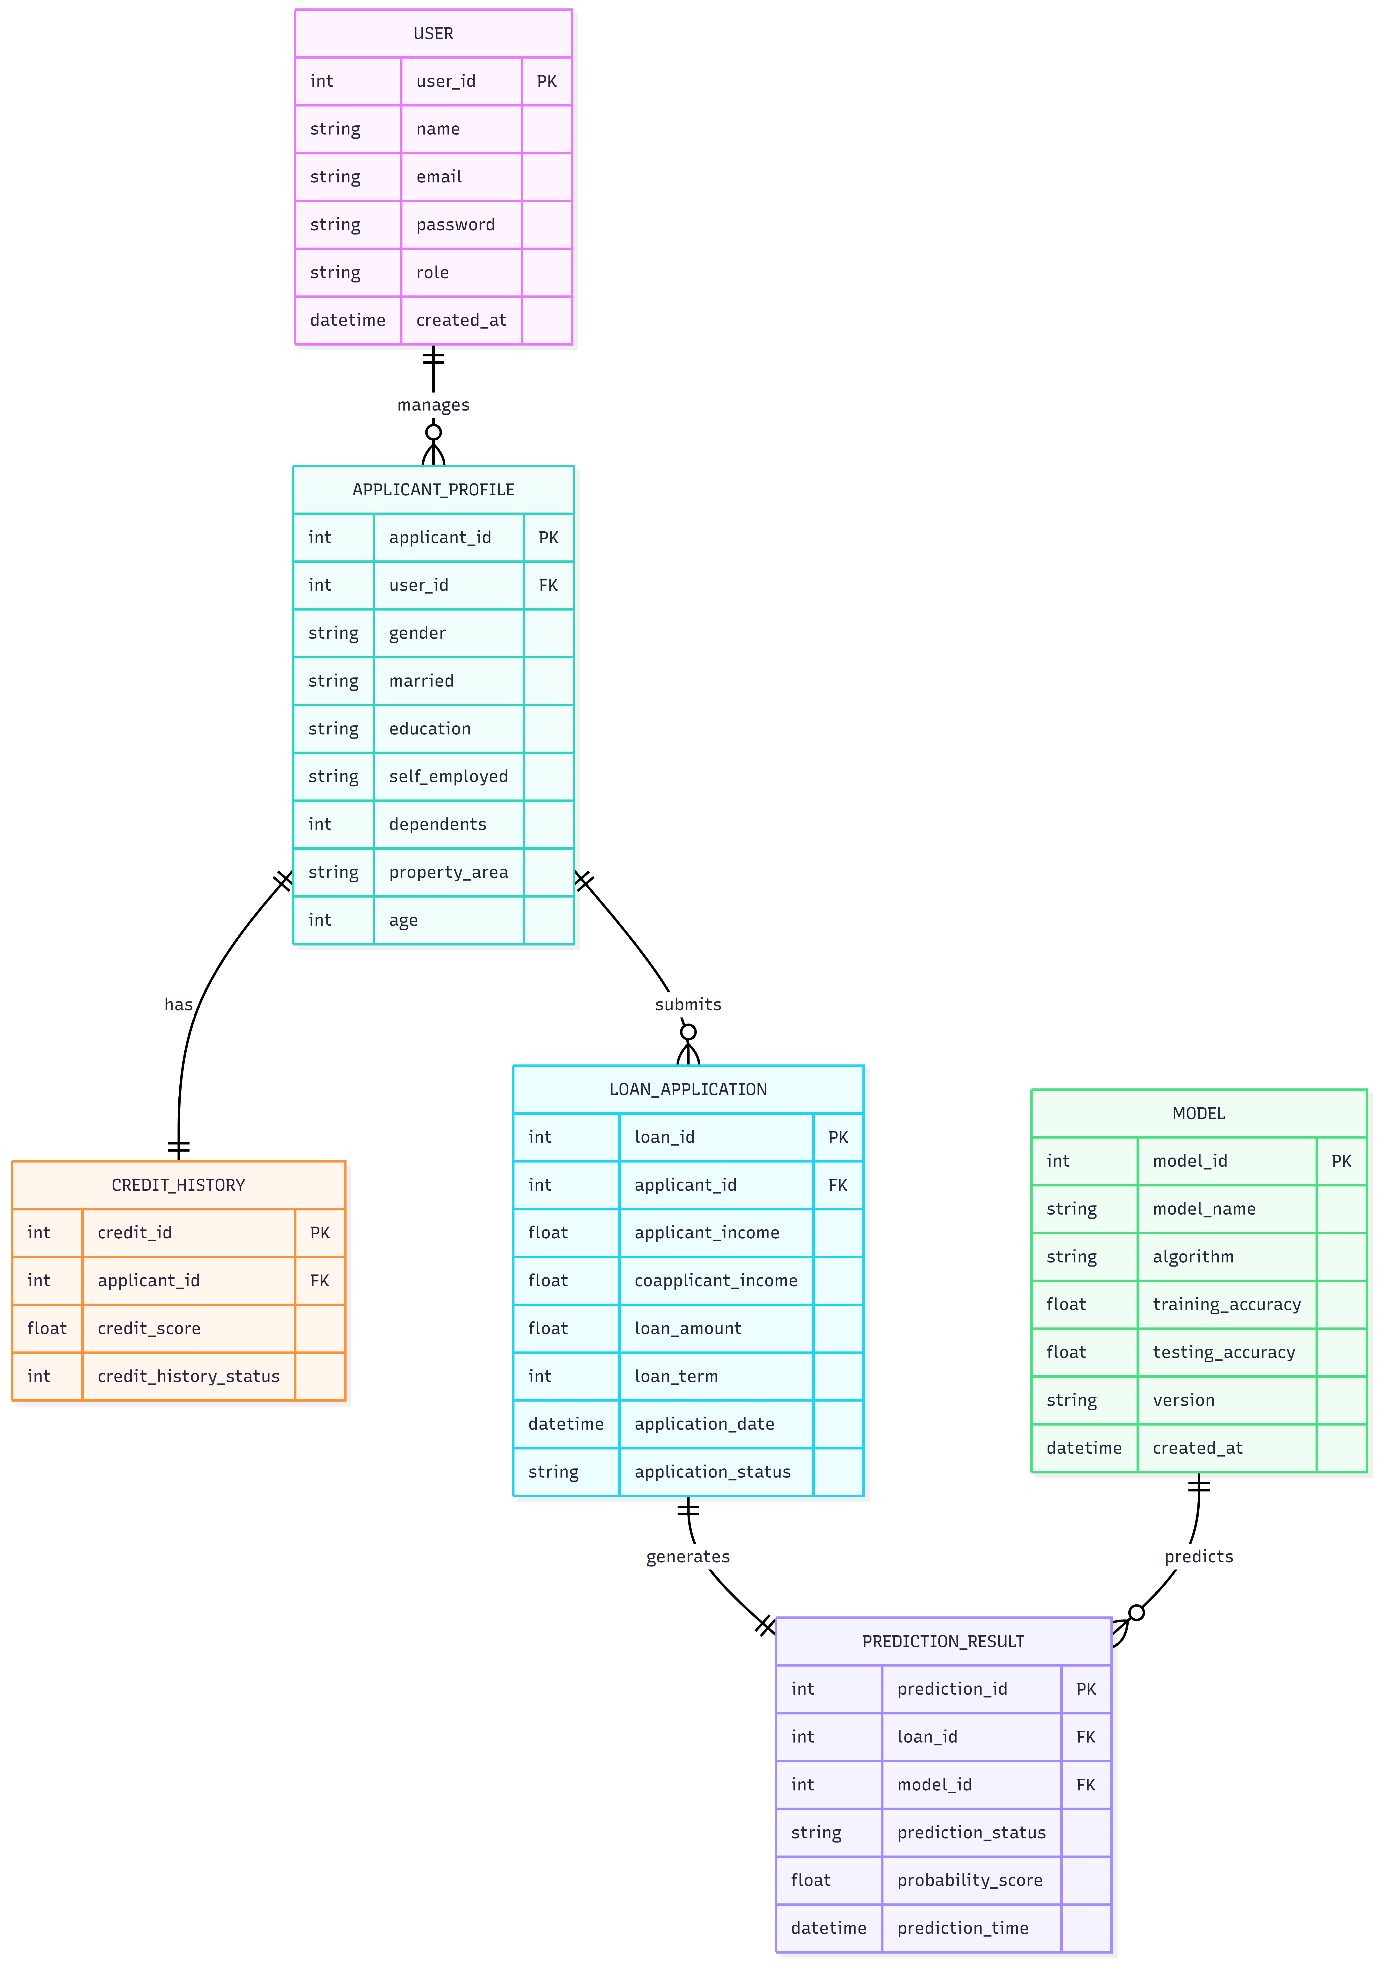 USER
int user_id PK
string name
string email
string password
string role
datetime created_at
manages
APPLICANT_PROFILE
int applicant_id PK
int user_id FK
string gender
string married
string education
string self_employed
int dependents
string property_area
int age
has
submits
CREDIT_HISTORY
int credit_id PK
int applicant_id FK
float credit_score
int credit_history_status
LOAN_APPLICATION
int loan_id PK
int applicant_id FK
float applicant_income
float coapplicant_income
float loan_amount
int loan_term
datetime application_date
string application_status
MODEL
int model_id PK
string model_name
string algorithm
float training_accuracy
float testing_accuracy
string version
datetime created_at
generates
predicts
PREDICTION_RESULT
int prediction_id PK
int loan_id FK
int model_id FK
string prediction_status
float probability_score
datetime prediction_time